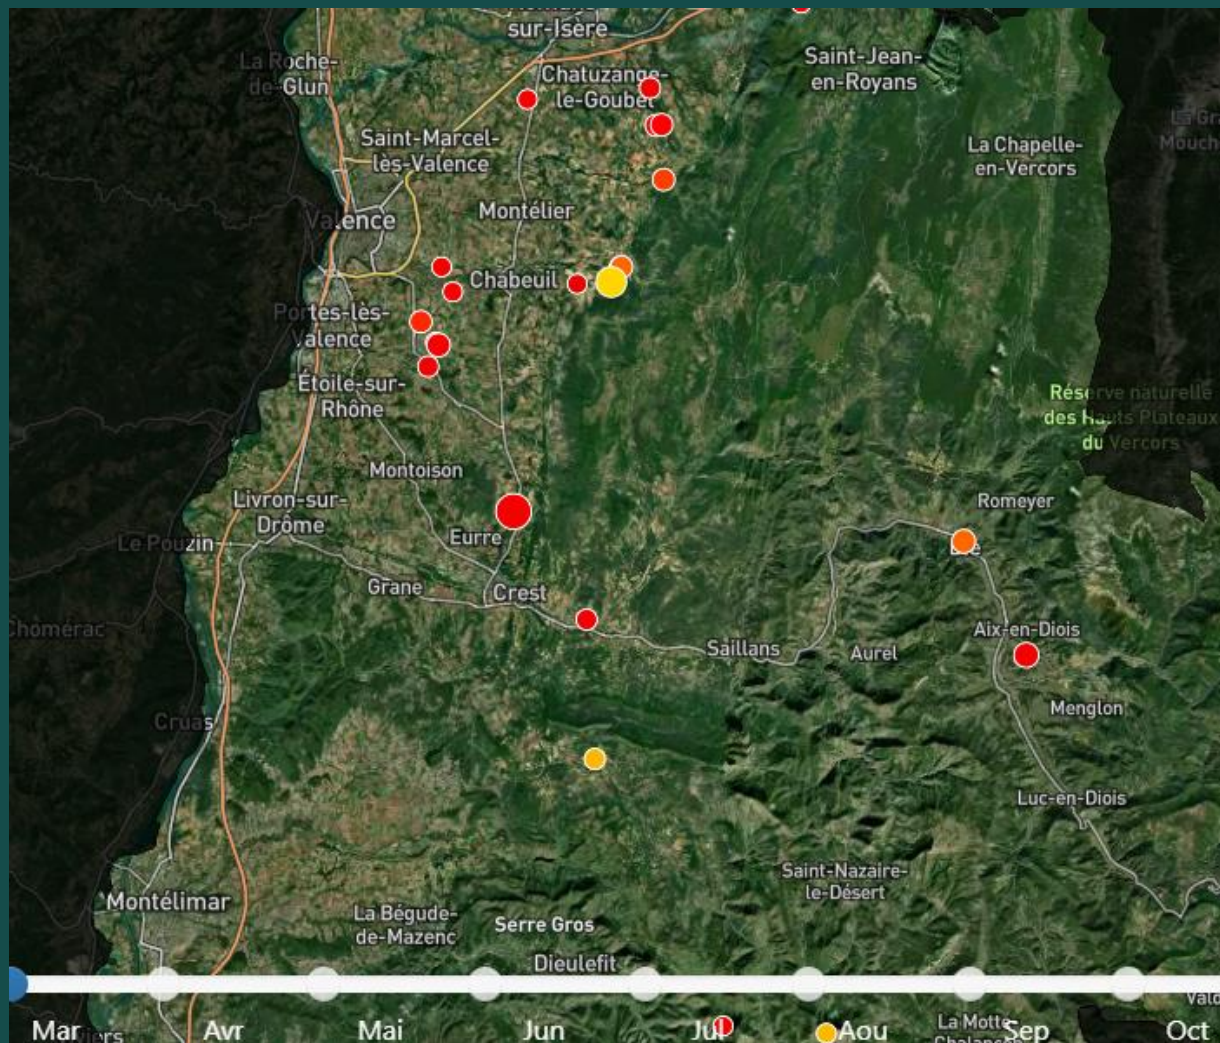 sur-Isère
La Roche-
de-Glun
Saint-Jean-
en-Royans
Chatuzange-
le-Goubet
Saint-Marcel-
lès-Valence
La Chapelle-
en-Vercors
Montélier
Valence
Chabeuil
Portes-lès-
Valence
Étoile-sur-
Rhône
Réserve naturelle
des Hauts Plateaux
du Vercors
Montoison
Livron-sur-
Drôme
Romeyer
Eurre
Le Pouzin
Grane
Crest
Chomérac
Aix-en-Diois
Saillans
Aurel
Menglon
Cruas
Luc-en-Diois
Saint-Nazaire-
le-Désert
Montélimar
La Bégude-
de-Mazenc
Serre Gros
Dieulefit
La Motte-
Mar Avr Mai Jun Jul Aou Sep Oct